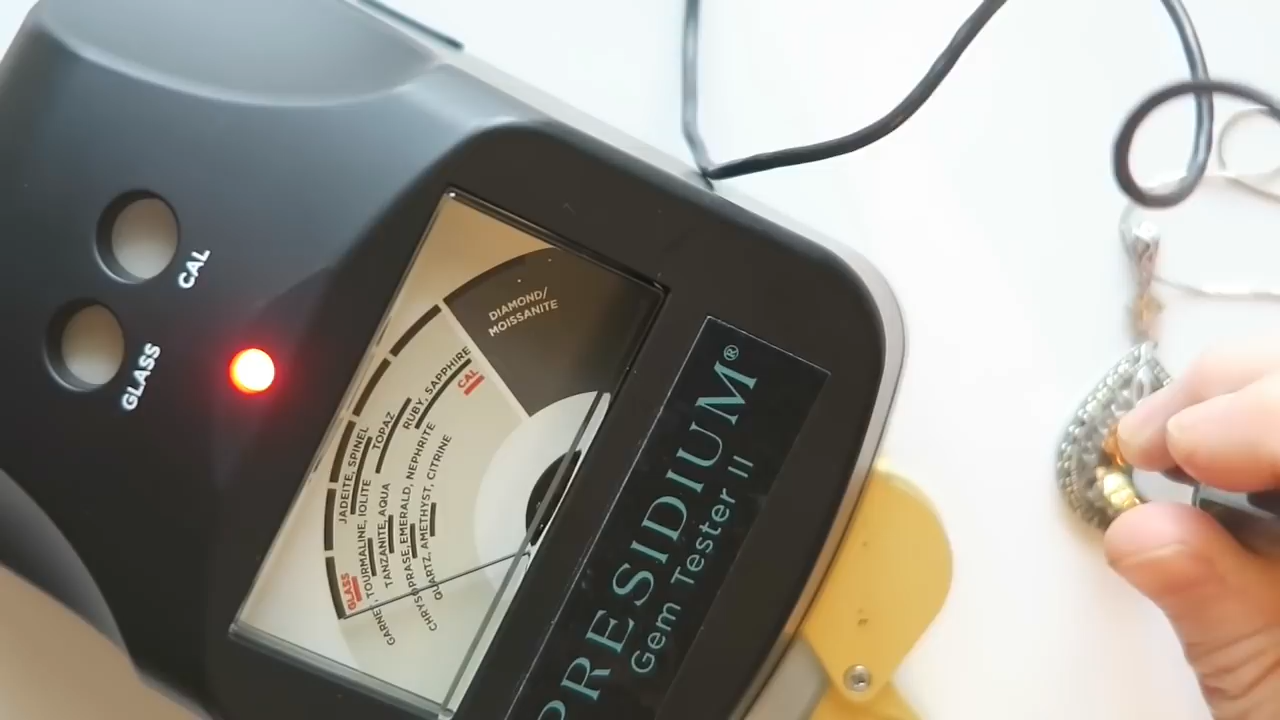 CAL
GLASS
DIAMOND/
MOISSANITE
RUBY, SAPPHIRE
CAL
TOPAZ
JADEITE, SPINEL
GLASS
GARNET, TOURMALINE, IOLITE
TANZANITE, AQUA
CHRYSOPRASE, EMERALD, NEPHRITE
QUARTZ, AMETHYST, CITRINE
PRESIDIUM®
Gem Tester II